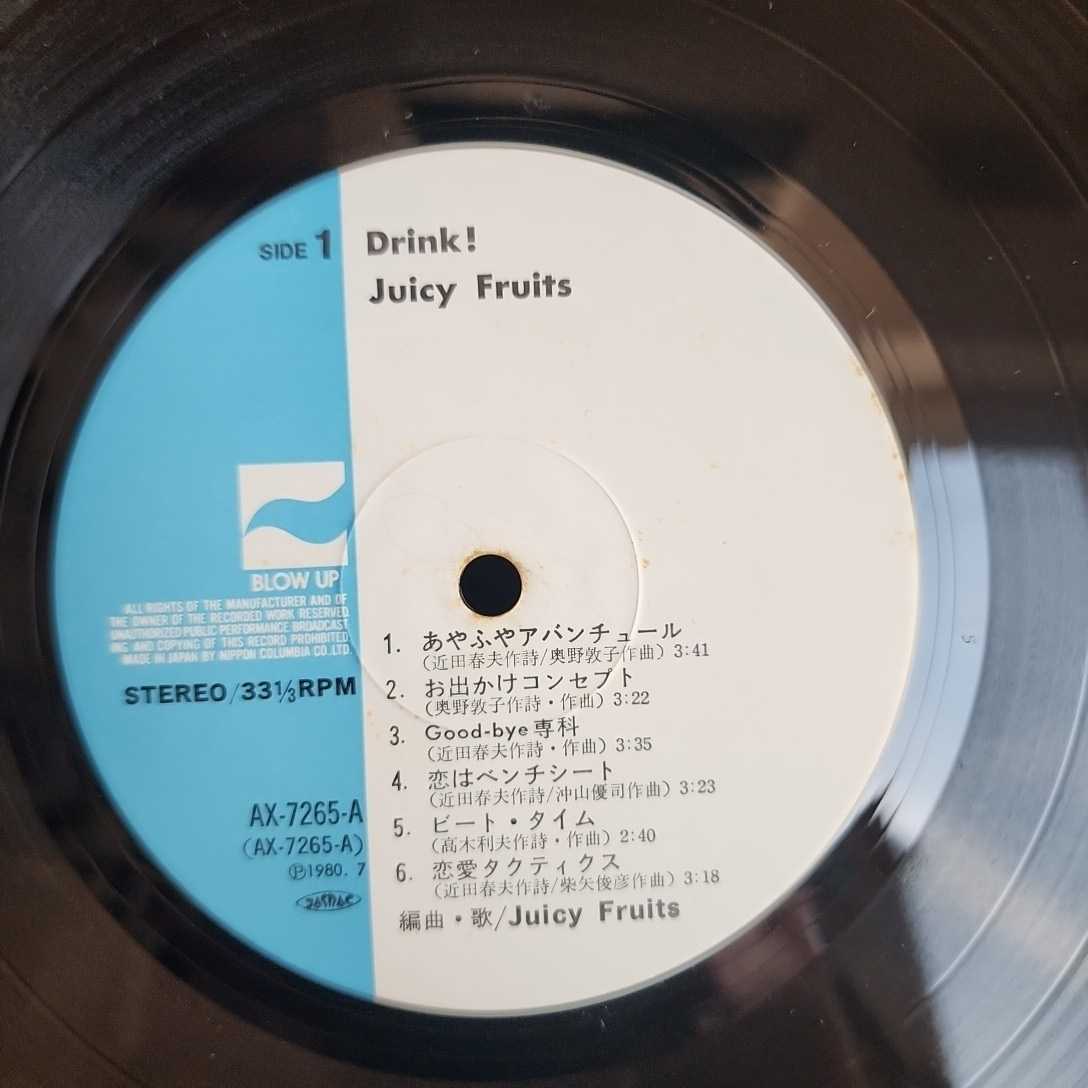 SIDE 1
Drink!
Juicy Fruits
BLOW UP
ALL RIGHTS OF THE MANUFACTURER AND OF
THE OWNER OF THE RECORDED WORK RESERVED
UNAUTHORIZED PUBLIC PERFORMANCE BROADCAST
ING AND COPYING OF THIS RECORD PROHIBITED
MADE IN JAPAN BY NIPPON COLUMBIA CO. LTD.
STEREO/33⅓RPM
AX-7265-A
(AX-7265-A)
Ⓟ1980. 7
1. あやふやアバンチュール
(近田春夫作詩/奥野敦子作曲) 3:41
2. お出かけコンセプト
(奥野敦子作詩・作曲) 3:22
3. Good-bye専科
(近田春夫作詩・作曲) 3:35
4. 恋はベンチシート
(近田春夫作詩/沖山優司作曲) 3:23
5. ビート・タイム
(高木利夫作詩・作曲) 2:40
6. 恋愛タクティクス
(近田春夫作詩/柴矢俊彦作曲) 3:18
編曲・歌/Juicy Fruits